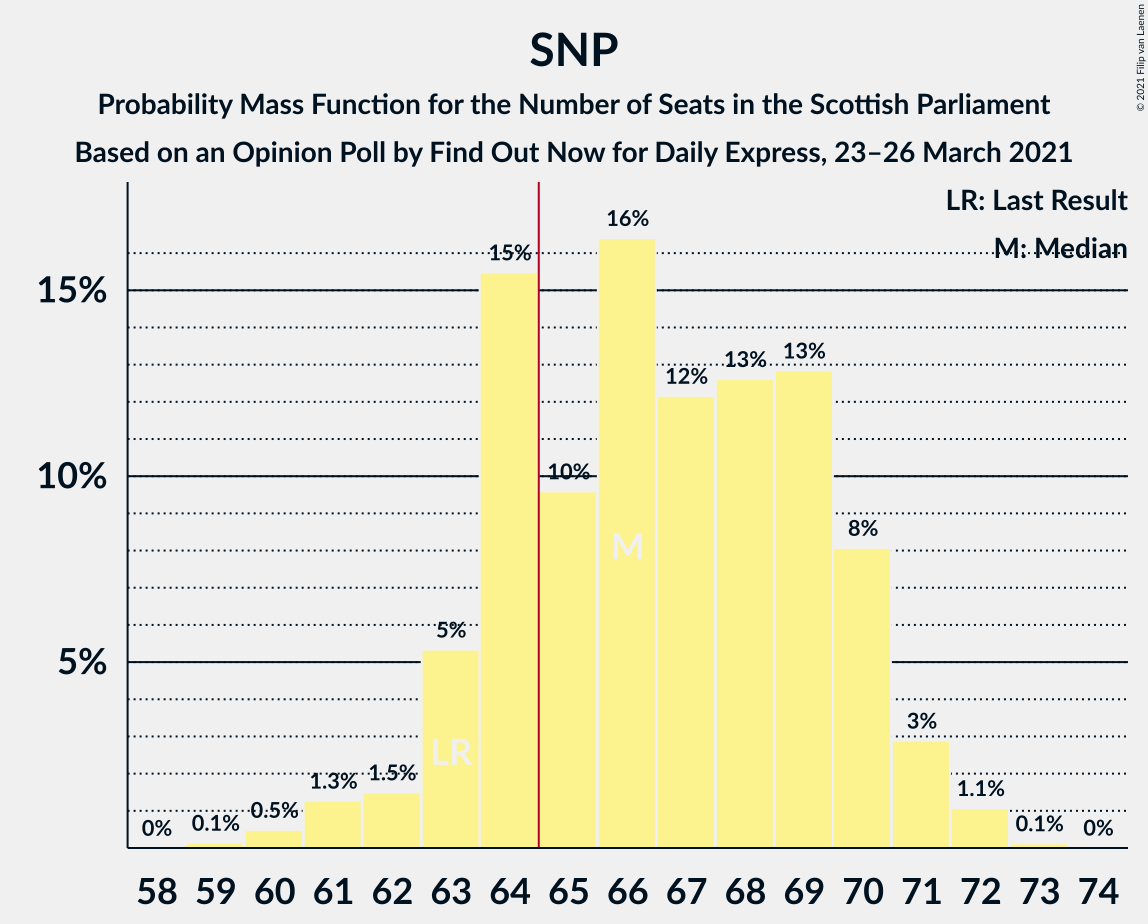 SNP
Probability Mass Function for the Number of Seats in the Scottish Parliament
Based on an Opinion Poll by Find Out Now for Daily Express, 23–26 March 2021
© 2021 Filip van Laenen
LR: Last Result
M: Median
15%
10%
5%
0%
0.1%
0.5%
1.3%
1.5%
5%
15%
10%
16%
12%
13%
13%
8%
3%
1.1%
0.1%
0%
LR
M
58 59 60 61 62 63 64 65 66 67 68 69 70 71 72 73 74